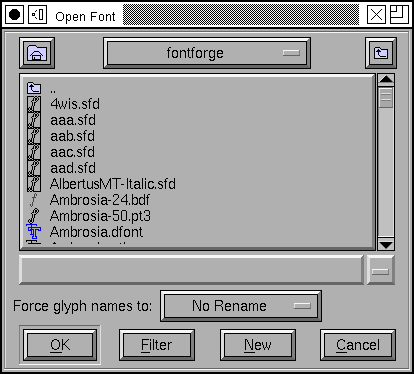 Open Font
fontforge
..
4wis.sfd
aaa.sfd
aab.sfd
aac.sfd
aad.sfd
AlbertusMT-Italic.sfd
Ambrosia-24.bdf
Ambrosia-50.pt3
Ambrosia.dfont
Force glyph names to: No Rename
OK Filter New Cancel